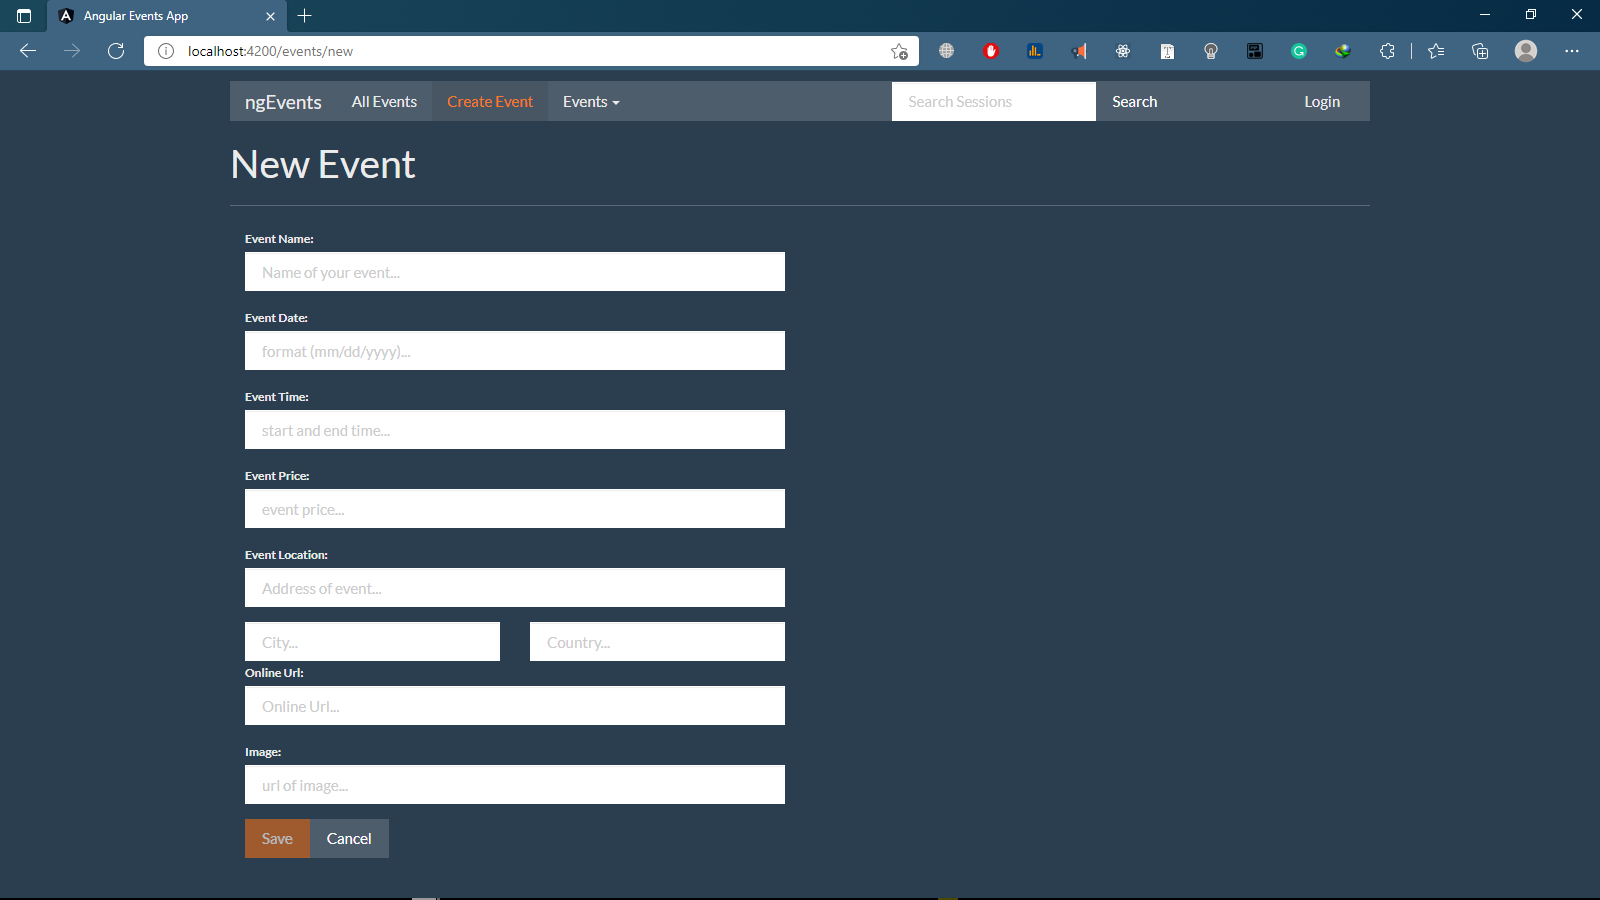 Angular Events App
localhost:4200/events/new
ngEvents All Events Create Event Events Search Sessions Search Login
New Event
Event Name:
Name of your event...
Event Date:
format (mm/dd/yyyy)...
Event Time:
start and end time...
Event Price:
event price...
Event Location:
Address of event...
City... Country...
Online Url:
Online Url...
Image:
url of image...
Save Cancel